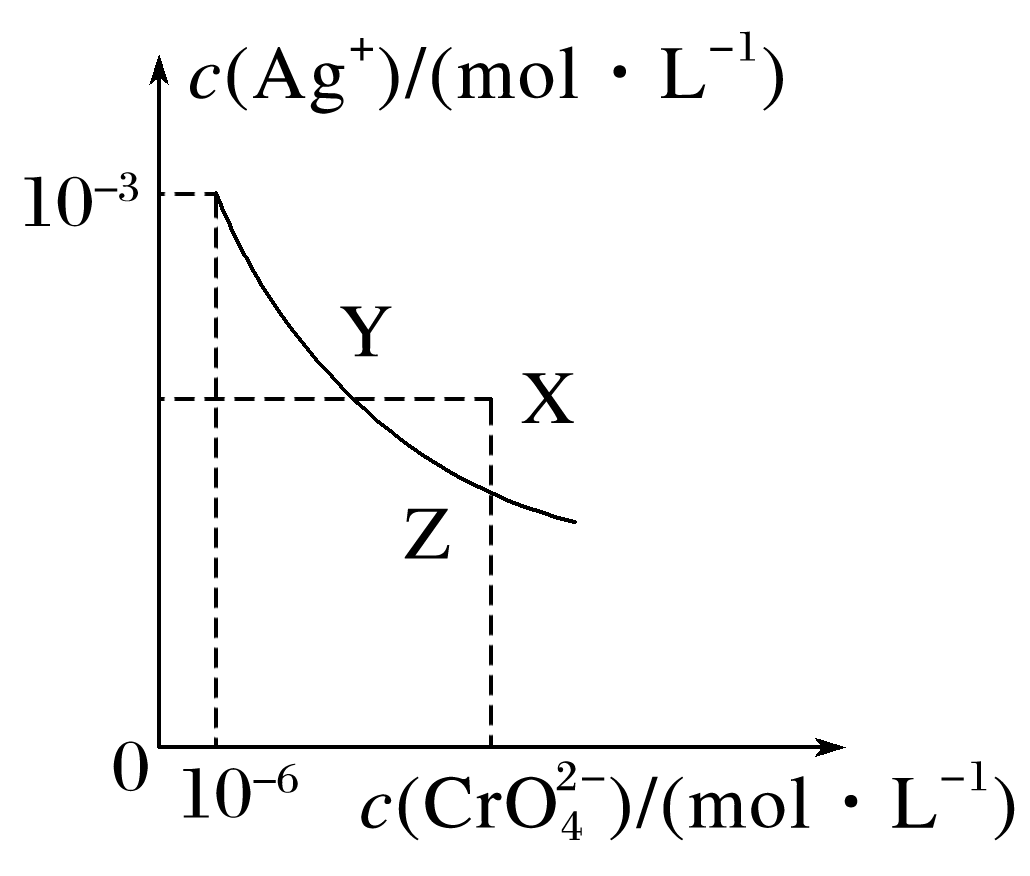 c(Ag⁺)/(mol · L⁻¹)
10⁻³
Y
X
Z
0
10⁻⁶
c(CrO₄²⁻)/(mol · L⁻¹)